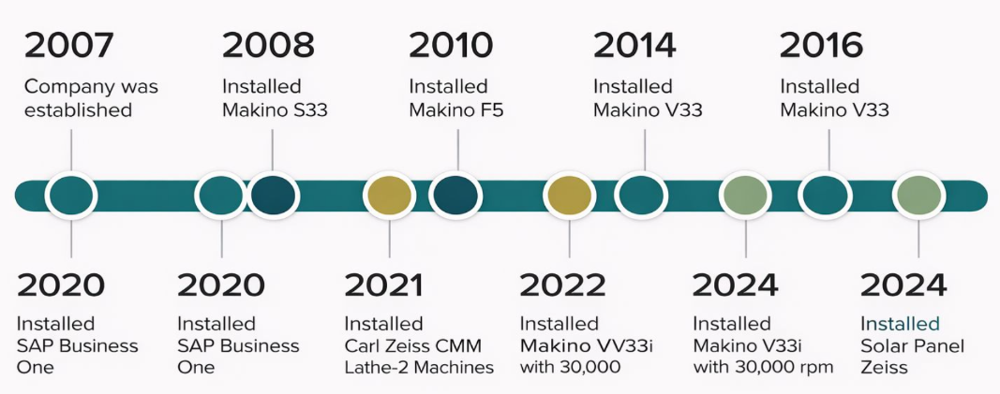 2007
Company was
established
2008
Installed
Makino S33
2010
Installed
Makino F5
2014
Installed
Makino V33
2016
Installed
Makino V33
2020
Installed
SAP Business
One
2020
Installed
SAP Business
One
2021
Installed
Carl Zeiss CMM
Lathe-2 Machines
2022
Installed
Makino VV33i
with 30,000
2024
Installed
Makino V33i
with 30,000 rpm
2024
Installed
Solar Panel
Zeiss